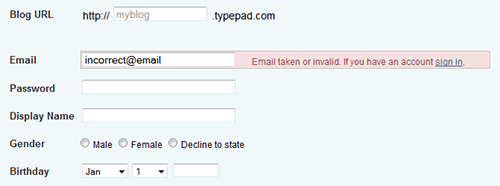 Blog URL http:// myblog .typepad.com
Email incorrect@email Email taken or invalid. If you have an account sign in.
Password
Display Name
Gender Male Female Decline to state
Birthday Jan 1